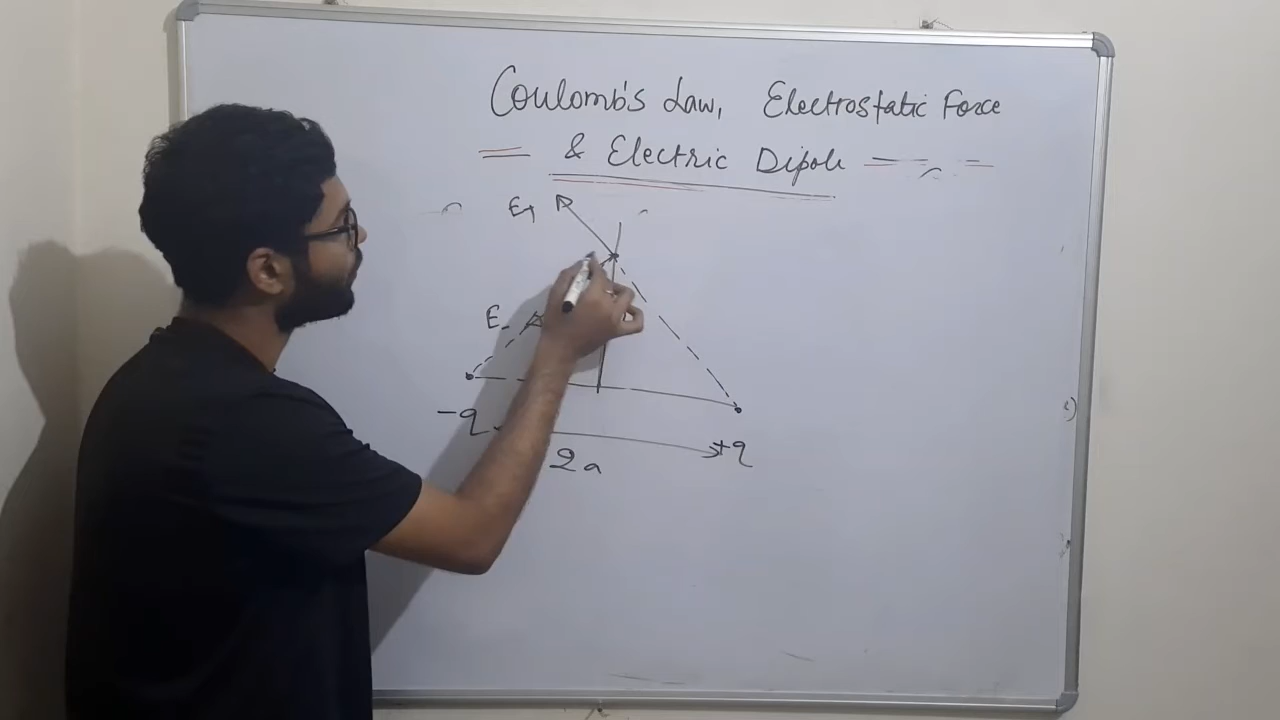 Coulomb's Law, Electrostatic Force
& Electric Dipole
E+
E-
-q
+q
2a